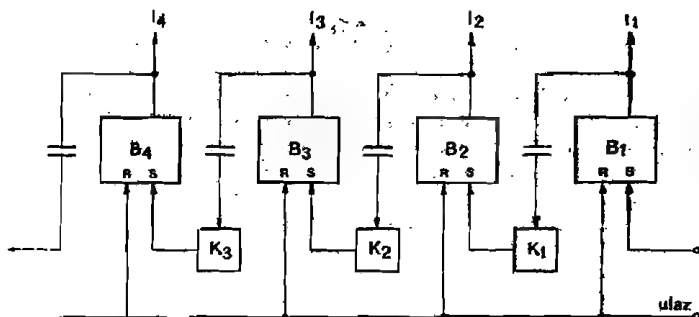 I4 I3 I2 I1
B4 B3 B2 B1
R S R S R S R S
K3 K2 K1
ulaz